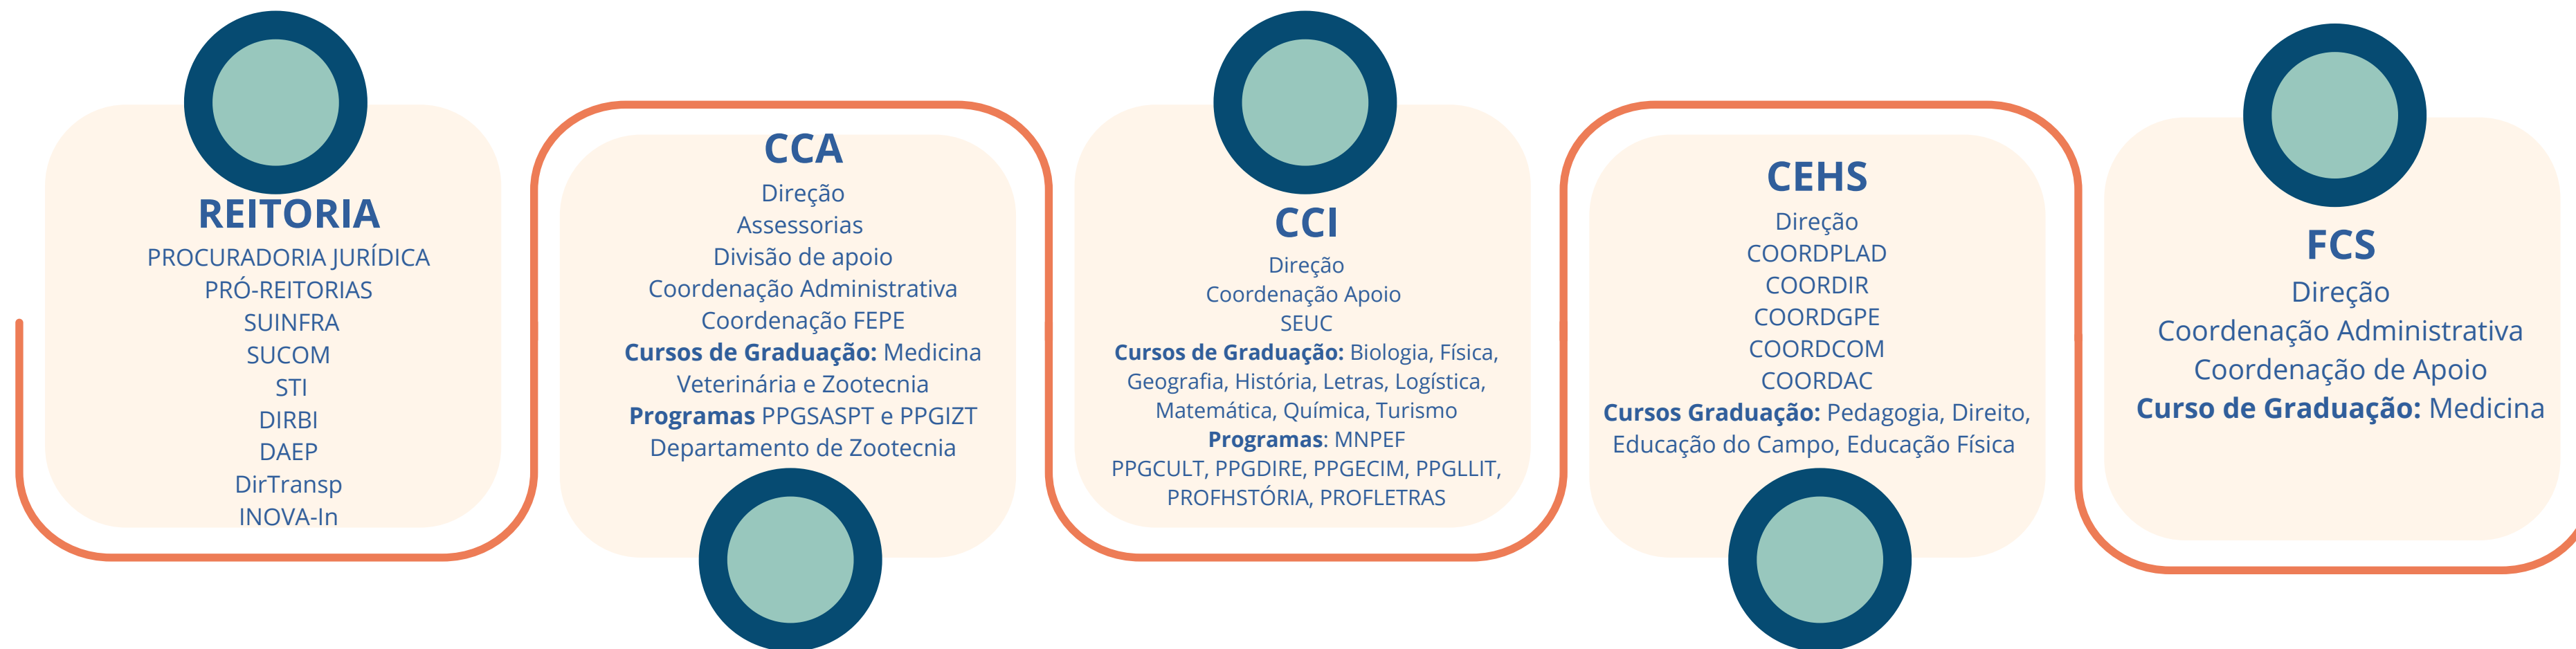 REITORIA
PROCURADORIA JURÍDICA
PRÓ-REITORIAS
SUINFRA
SUCOM
STI
DIRBI
DAEP
DirTransp
INOVA-In
CCA
Direção
Assessorias
Divisão de apoio
Coordenação Administrativa
Coordenação FEPE
Cursos de Graduação: Medicina
Veterinária e Zootecnia
Programas PPGSASPT e PPGIZT
Departamento de Zootecnia
CCI
Direção
Coordenação Apoio
SEUC
Cursos de Graduação: Biologia, Física,
Geografia, História, Letras, Logística,
Matemática, Química, Turismo
Programas: MNPEF
PPGCULT, PPGDIRE, PPGECIM, PPGLLIT,
PROFHSTÓRIA, PROFLETRAS
CEHS
Direção
COORDPLAD
COORDIR
COORDGPE
COORDCOM
COORDAC
Cursos Graduação: Pedagogia, Direito,
Educação do Campo, Educação Física
FCS
Direção
Coordenação Administrativa
Coordenação de Apoio
Curso de Graduação: Medicina